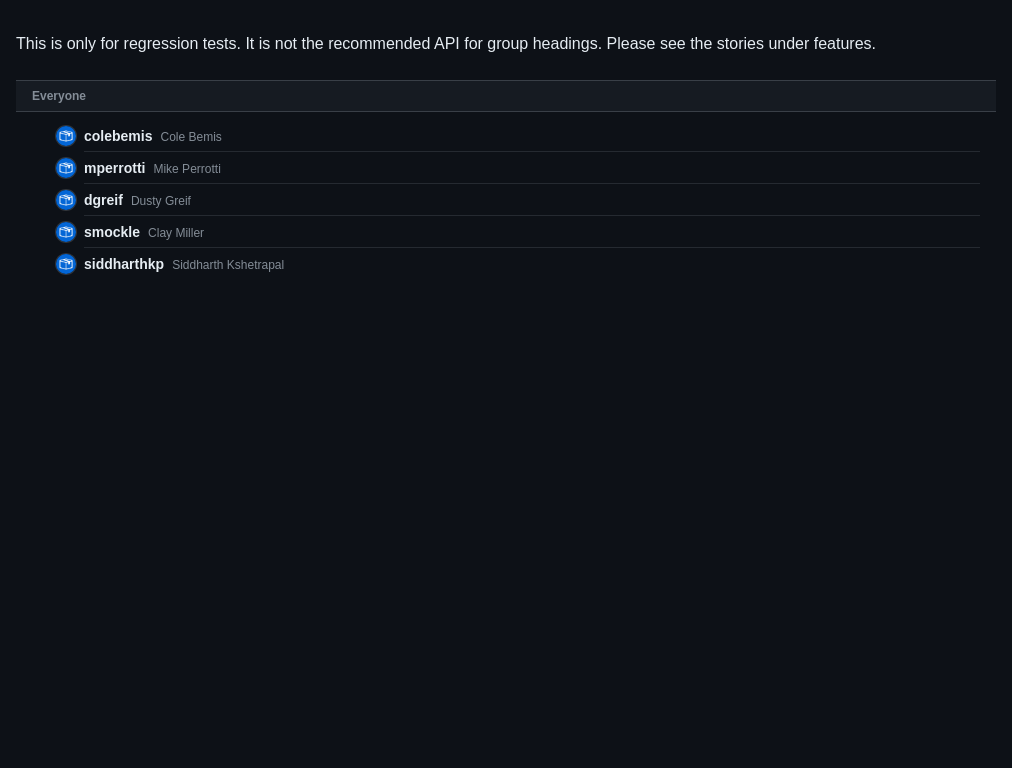 This is only for regression tests. It is not the recommended API for group headings. Please see the stories under features.
Everyone
colebemis Cole Bemis
mperrotti Mike Perrotti
dgreif Dusty Greif
smockle Clay Miller
siddharthkp Siddharth Kshetrapal